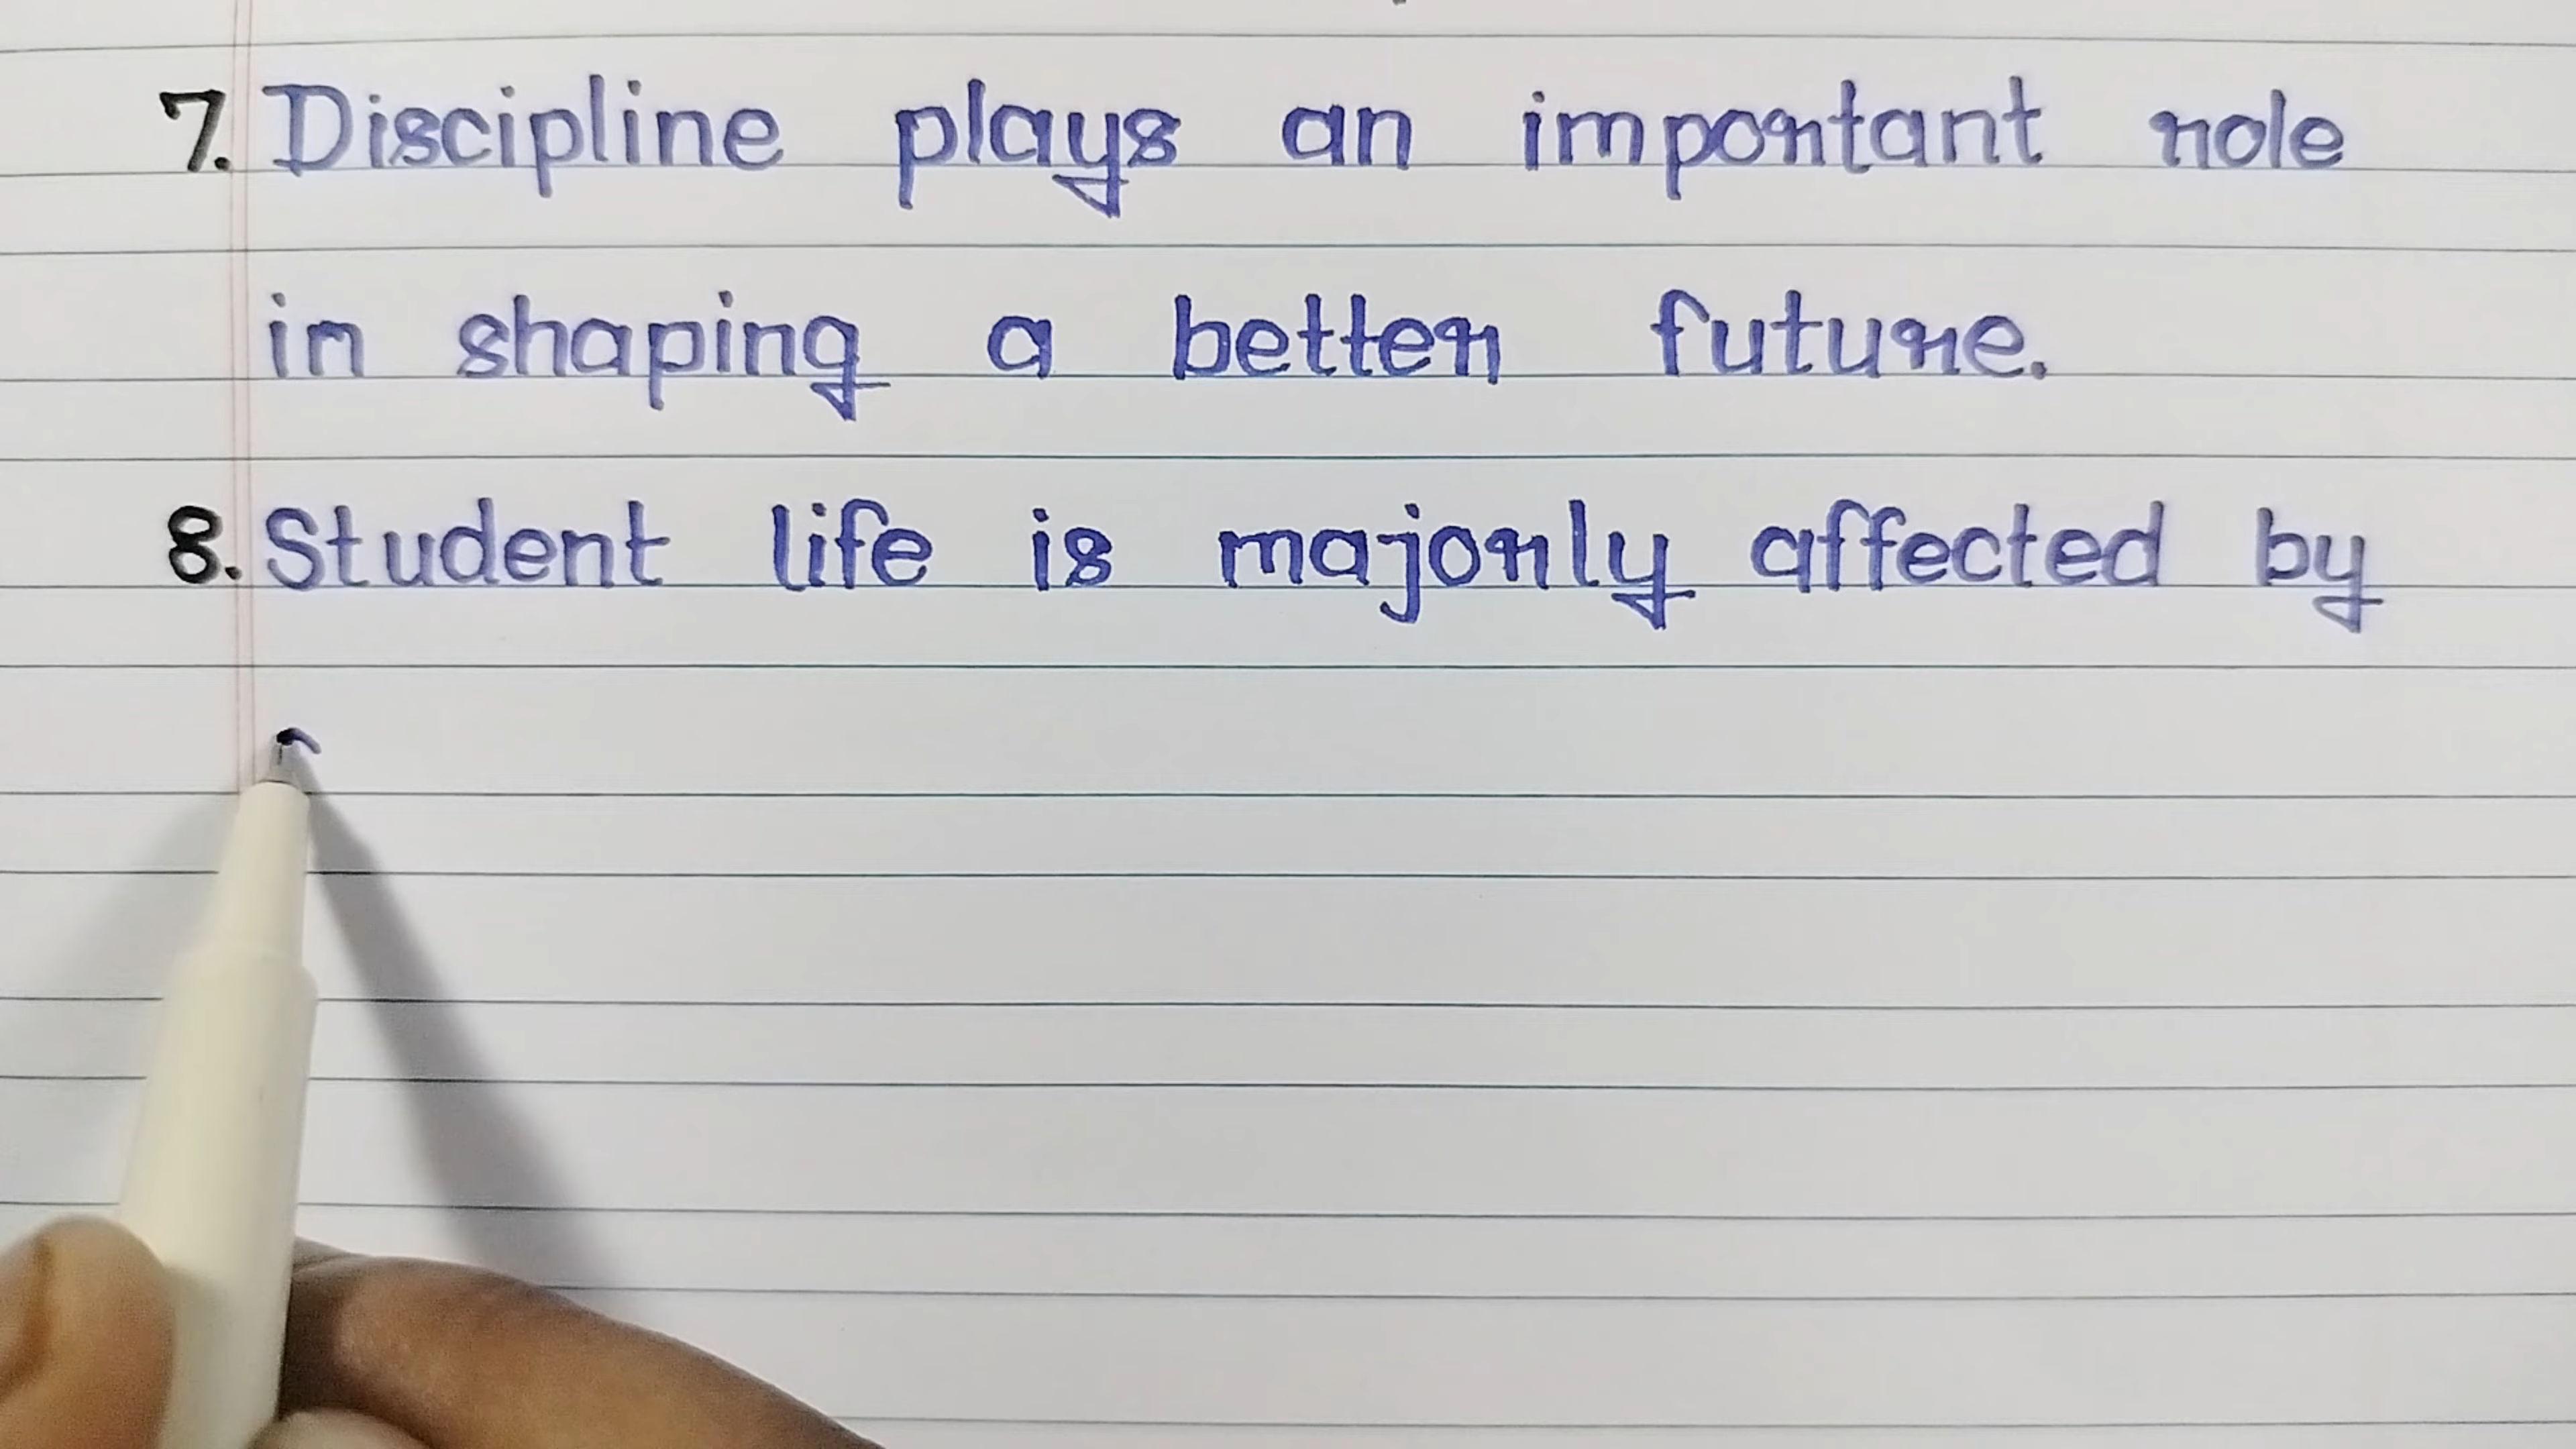 7. Discipline plays an important role
in shaping a better future.
8. Student life is majorly affected by